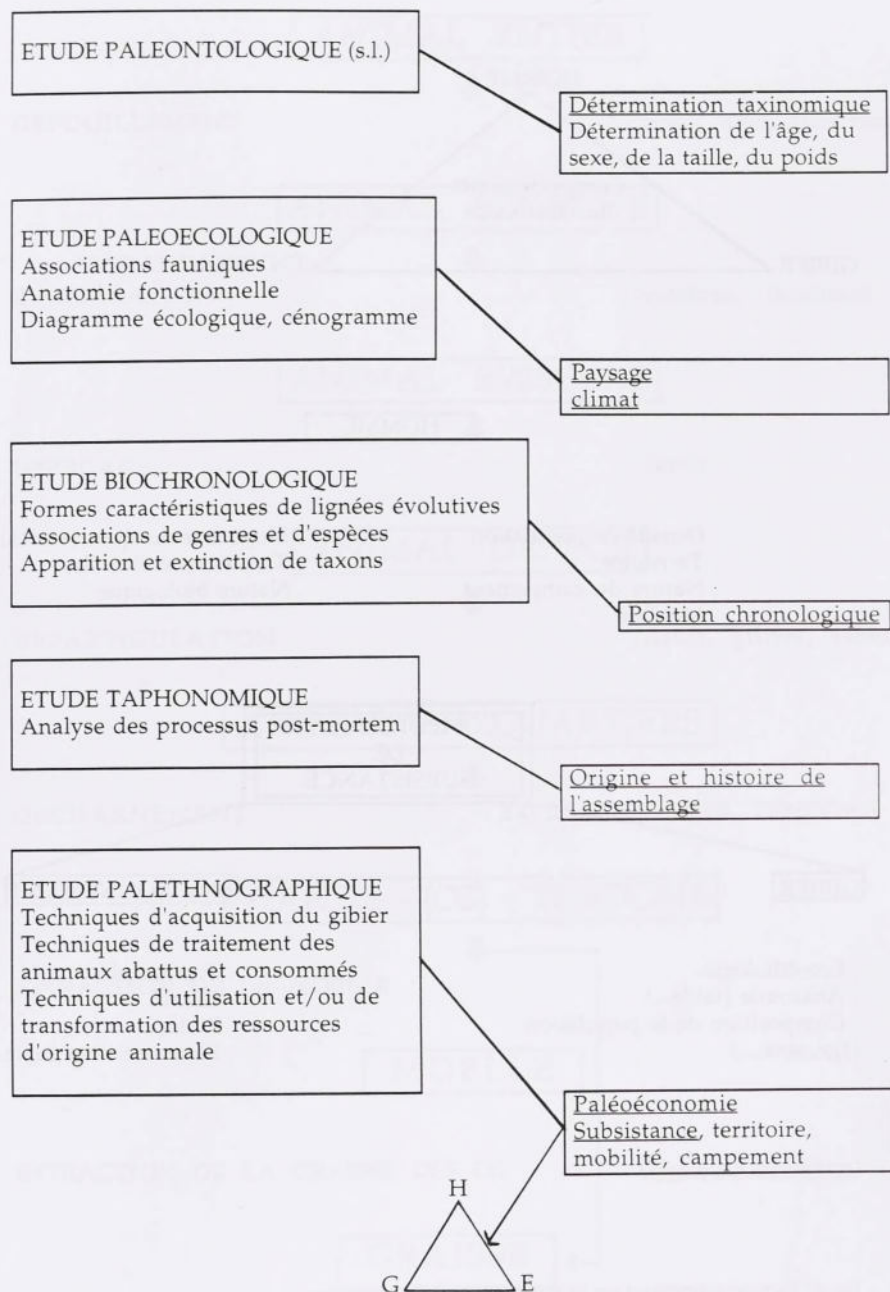 ETUDE PALEONTOLOGIQUE (s.l.)
Détermination taxinomique
Détermination de l'âge, du
sexe, de la taille, du poids
ETUDE PALEOECOLOGIQUE
Associations fauniques
Anatomie fonctionnelle
Diagramme écologique, cénogramme
Paysage
climat
ETUDE BIOCHRONOLOGIQUE
Formes caractéristiques de lignées évolutives
Associations de genres et d'espèces
Apparition et extinction de taxons
Position chronologique
ETUDE TAPHONOMIQUE
Analyse des processus post-mortem
Origine et histoire de
l'assemblage
ETUDE PALETHNOGRAPHIQUE
Techniques d'acquisition du gibier
Techniques de traitement des
animaux abattus et consommés
Techniques d'utilisation et/ou de
transformation des ressources
d'origine animale
Paléoéconomie
Subsistance, territoire,
mobilité, campement
H
G E